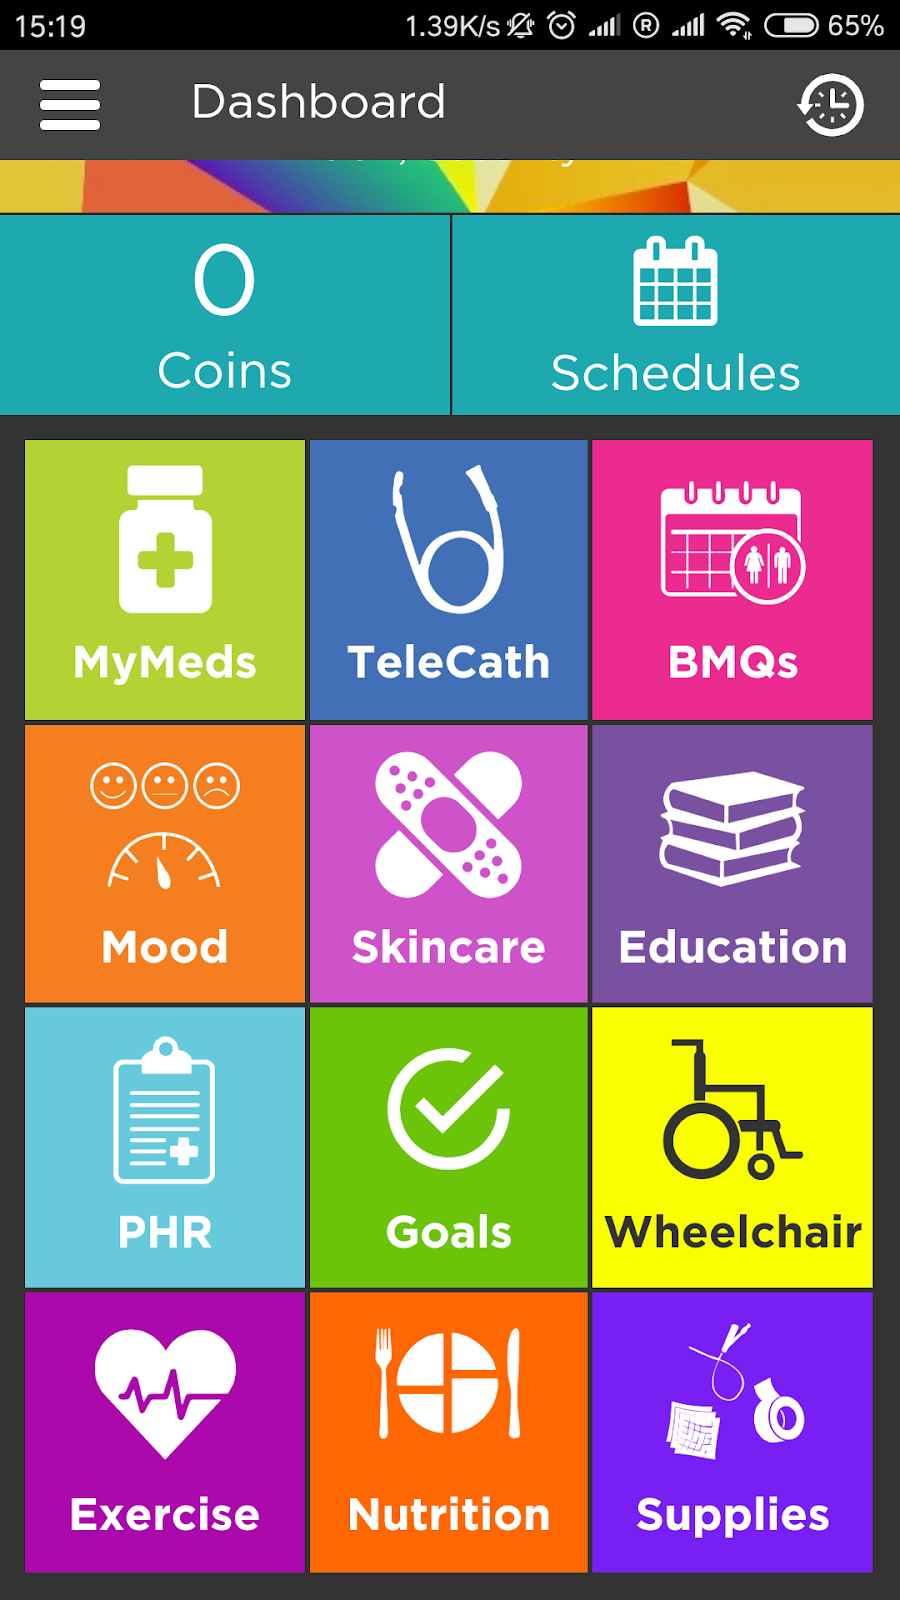 15:19 1.39K/s R 65%
Dashboard
0
Coins
Schedules
MyMeds
TeleCath
BMQs
Mood
Skincare
Education
PHR
Goals
Wheelchair
Exercise
Nutrition
Supplies